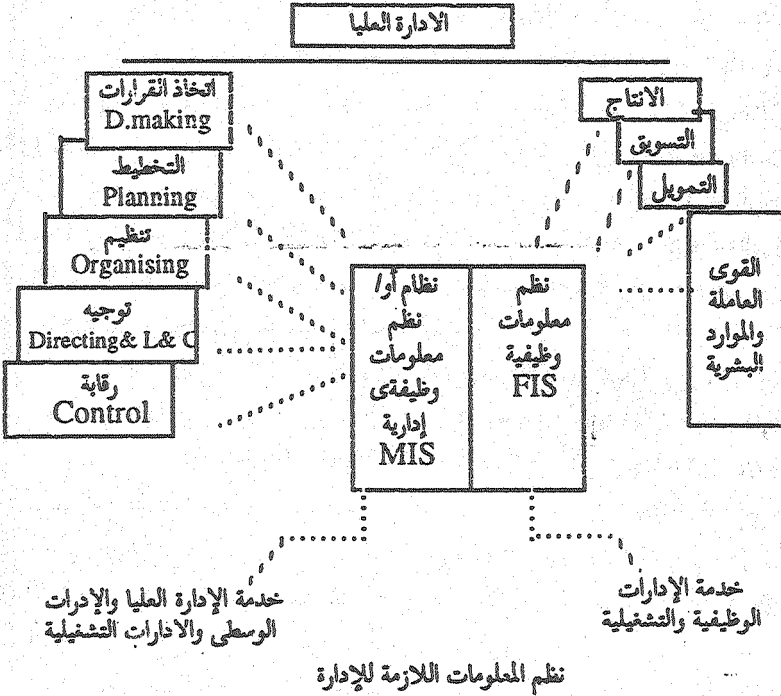 الادارة العليا
اتخاذ القرارات
D.making
التخطيط
Planning
تنظيم
Organising
توجيه
Directing& L& C
رقابة
Control
الانتاج
التسويق
التمويل
القوى
العاملة
والموارد
البشرية
نظم
معلومات
وظيفية
FIS
نظام أو/
نظم
معلومات
وظيفةى
إدارية
MIS
خدمة الإدارات
الوظيفية والتشغيلية
خدمة الإدارة العليا والإدرات
الوسطى والادارات التشغيلية
نظم المعلومات اللازمة للإدارة